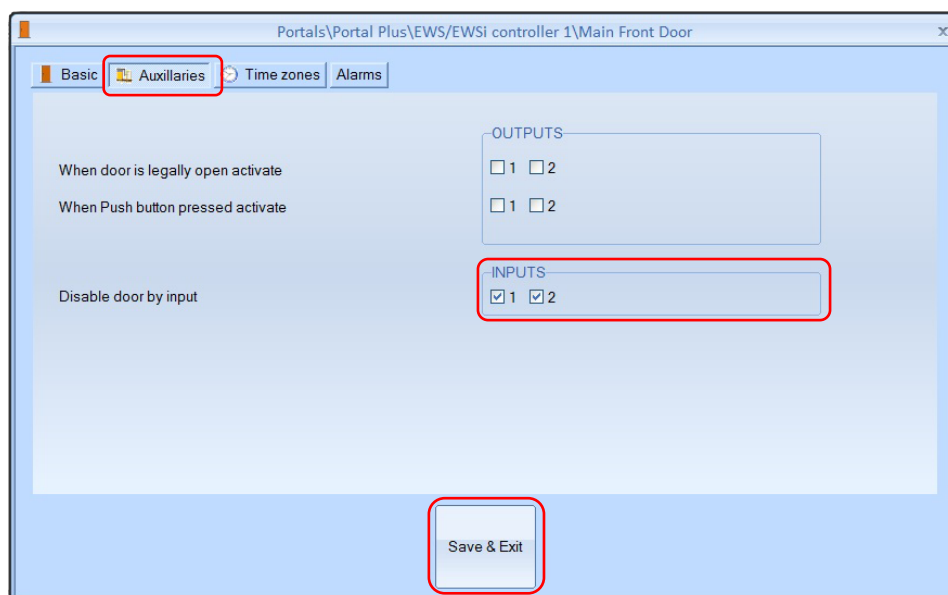 Portals\Portal Plus\EWS/EWSi controller 1\Main Front Door x
Basic Auxillaries Time zones Alarms
OUTPUTS
When door is legally open activate 1 2
When Push button pressed activate 1 2
INPUTS
Disable door by input 1 2
Save & Exit